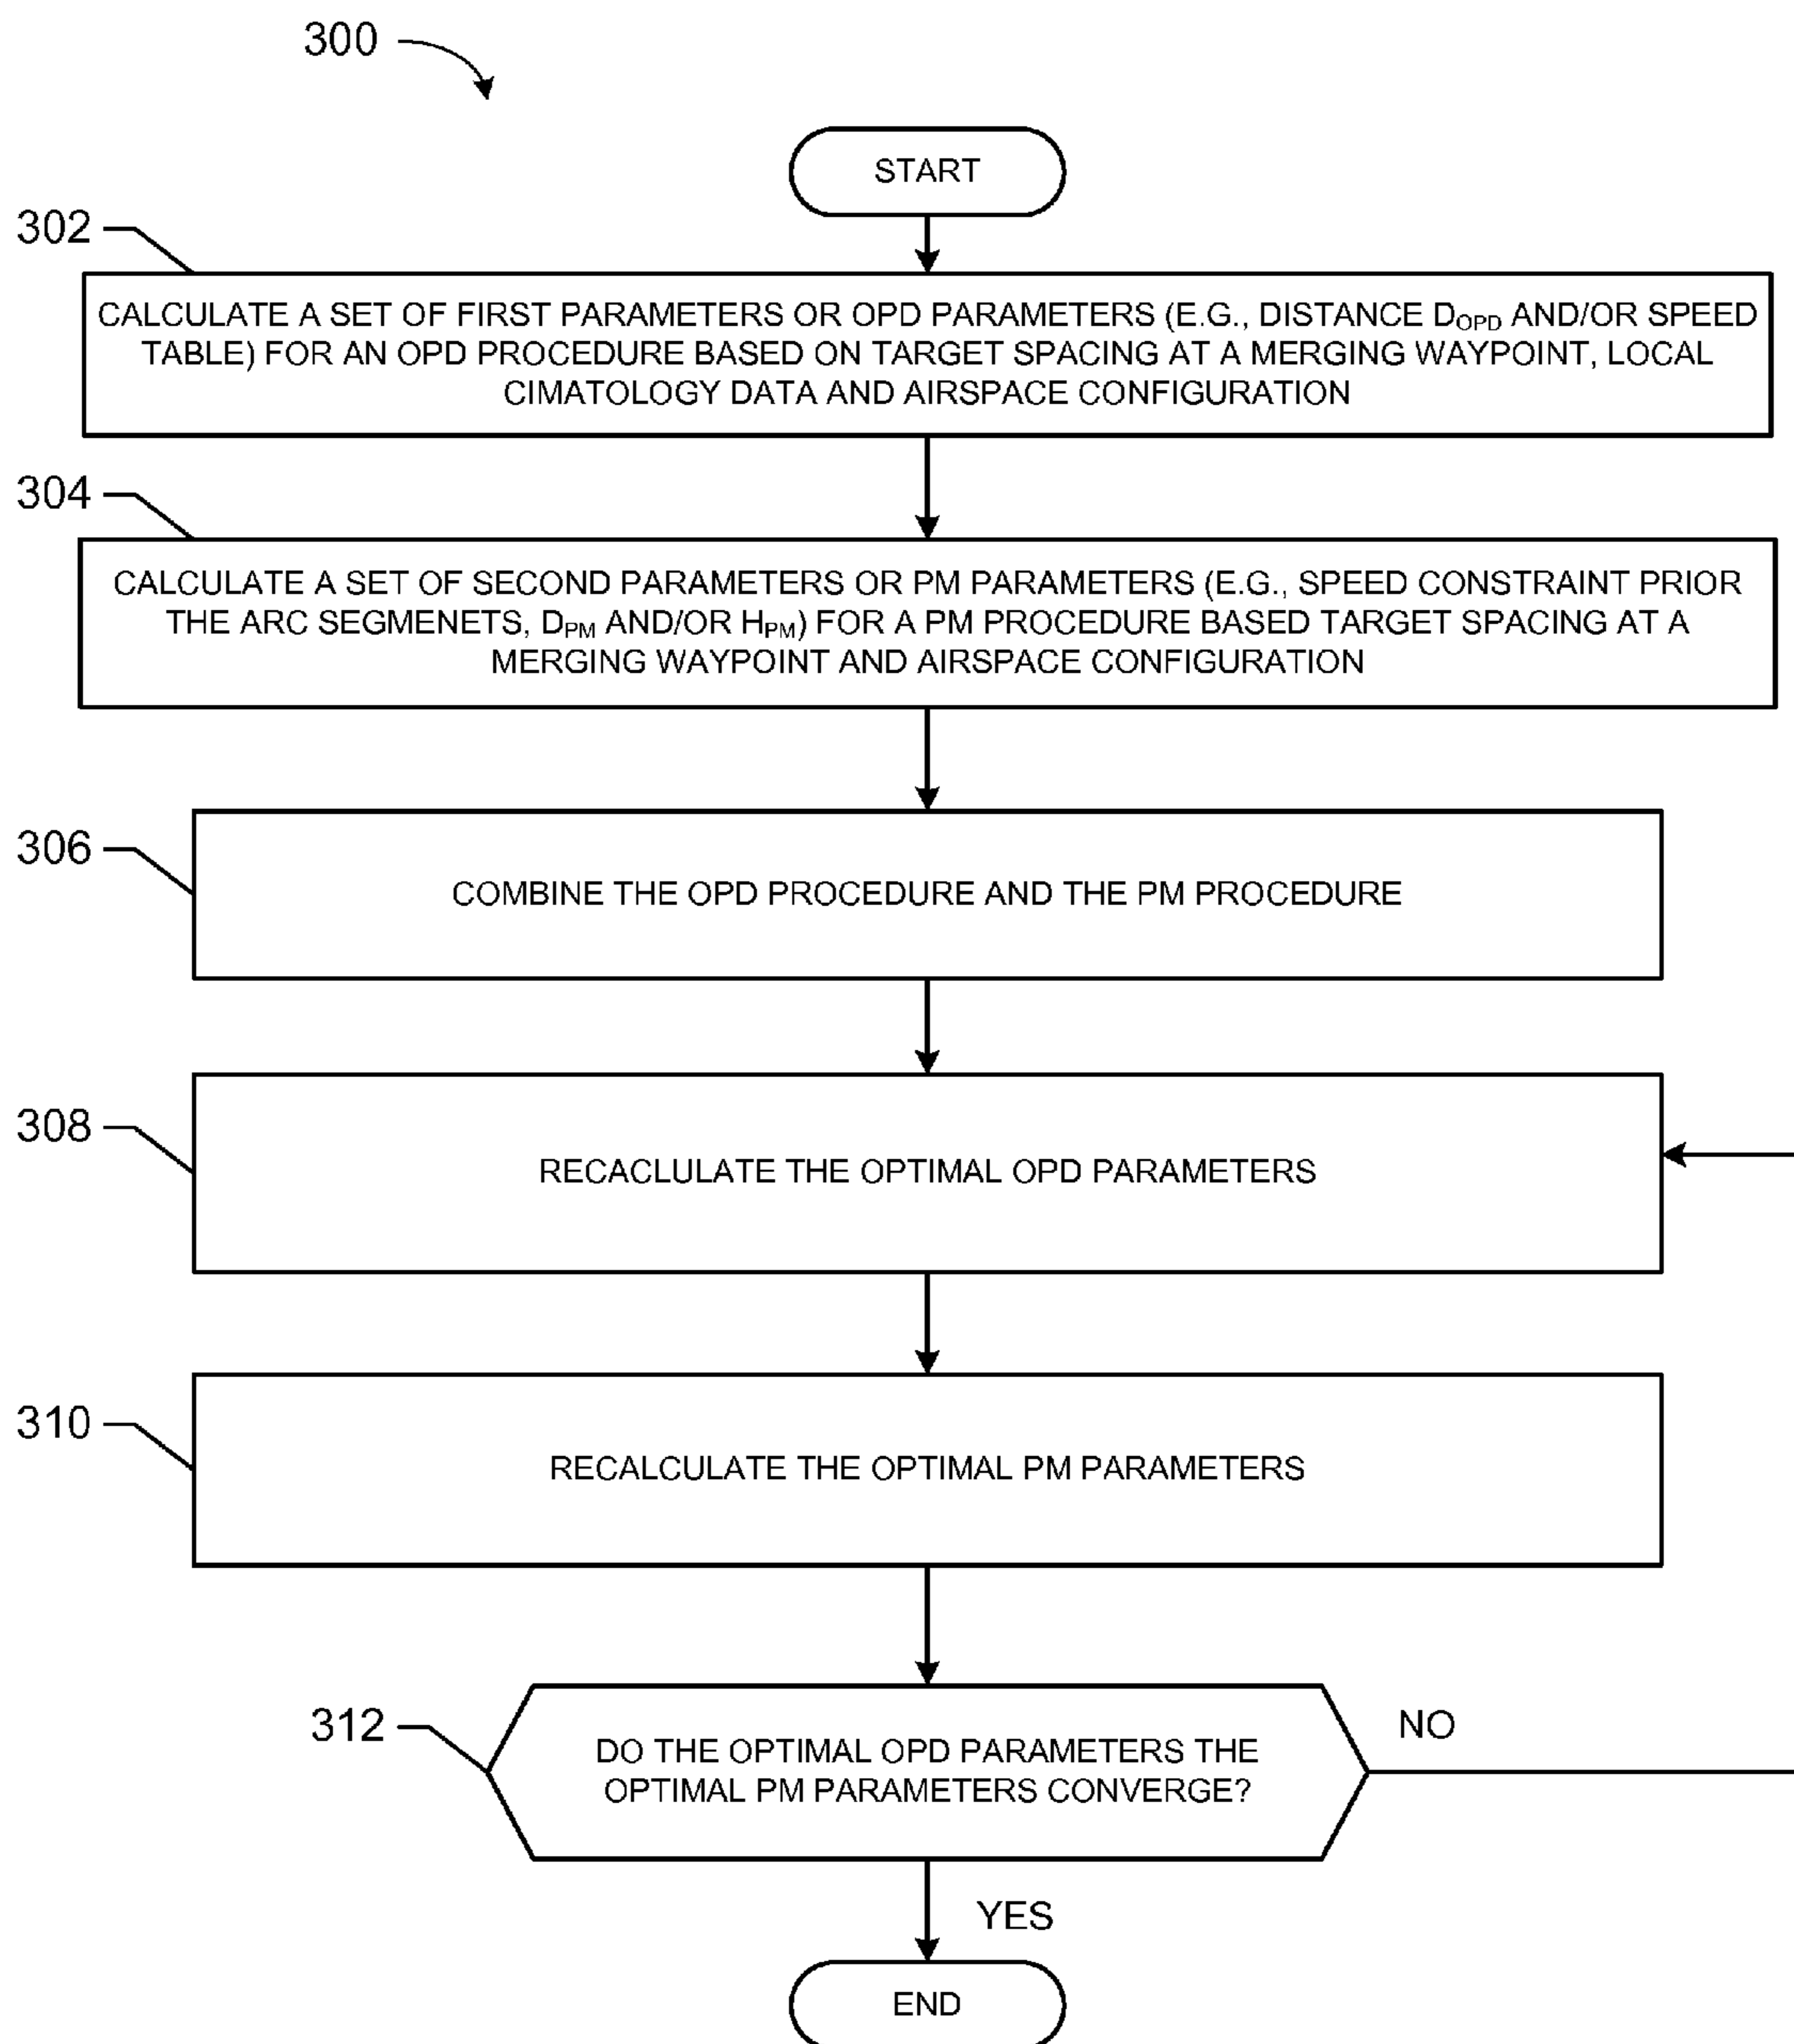 300
START
302
CALCULATE A SET OF FIRST PARAMETERS OR OPD PARAMETERS (E.G., DISTANCE DOPD AND/OR SPEED
TABLE) FOR AN OPD PROCEDURE BASED ON TARGET SPACING AT A MERGING WAYPOINT, LOCAL
CIMATOLOGY DATA AND AIRSPACE CONFIGURATION
304
CALCULATE A SET OF SECOND PARAMETERS OR PM PARAMETERS (E.G., SPEED CONSTRAINT PRIOR
THE ARC SEGMENETS, DPM AND/OR HPM) FOR A PM PROCEDURE BASED TARGET SPACING AT A
MERGING WAYPOINT AND AIRSPACE CONFIGURATION
306
COMBINE THE OPD PROCEDURE AND THE PM PROCEDURE
308
RECACLULATE THE OPTIMAL OPD PARAMETERS
310
RECALCULATE THE OPTIMAL PM PARAMETERS
312
DO THE OPTIMAL OPD PARAMETERS THE
OPTIMAL PM PARAMETERS CONVERGE?
NO
YES
END